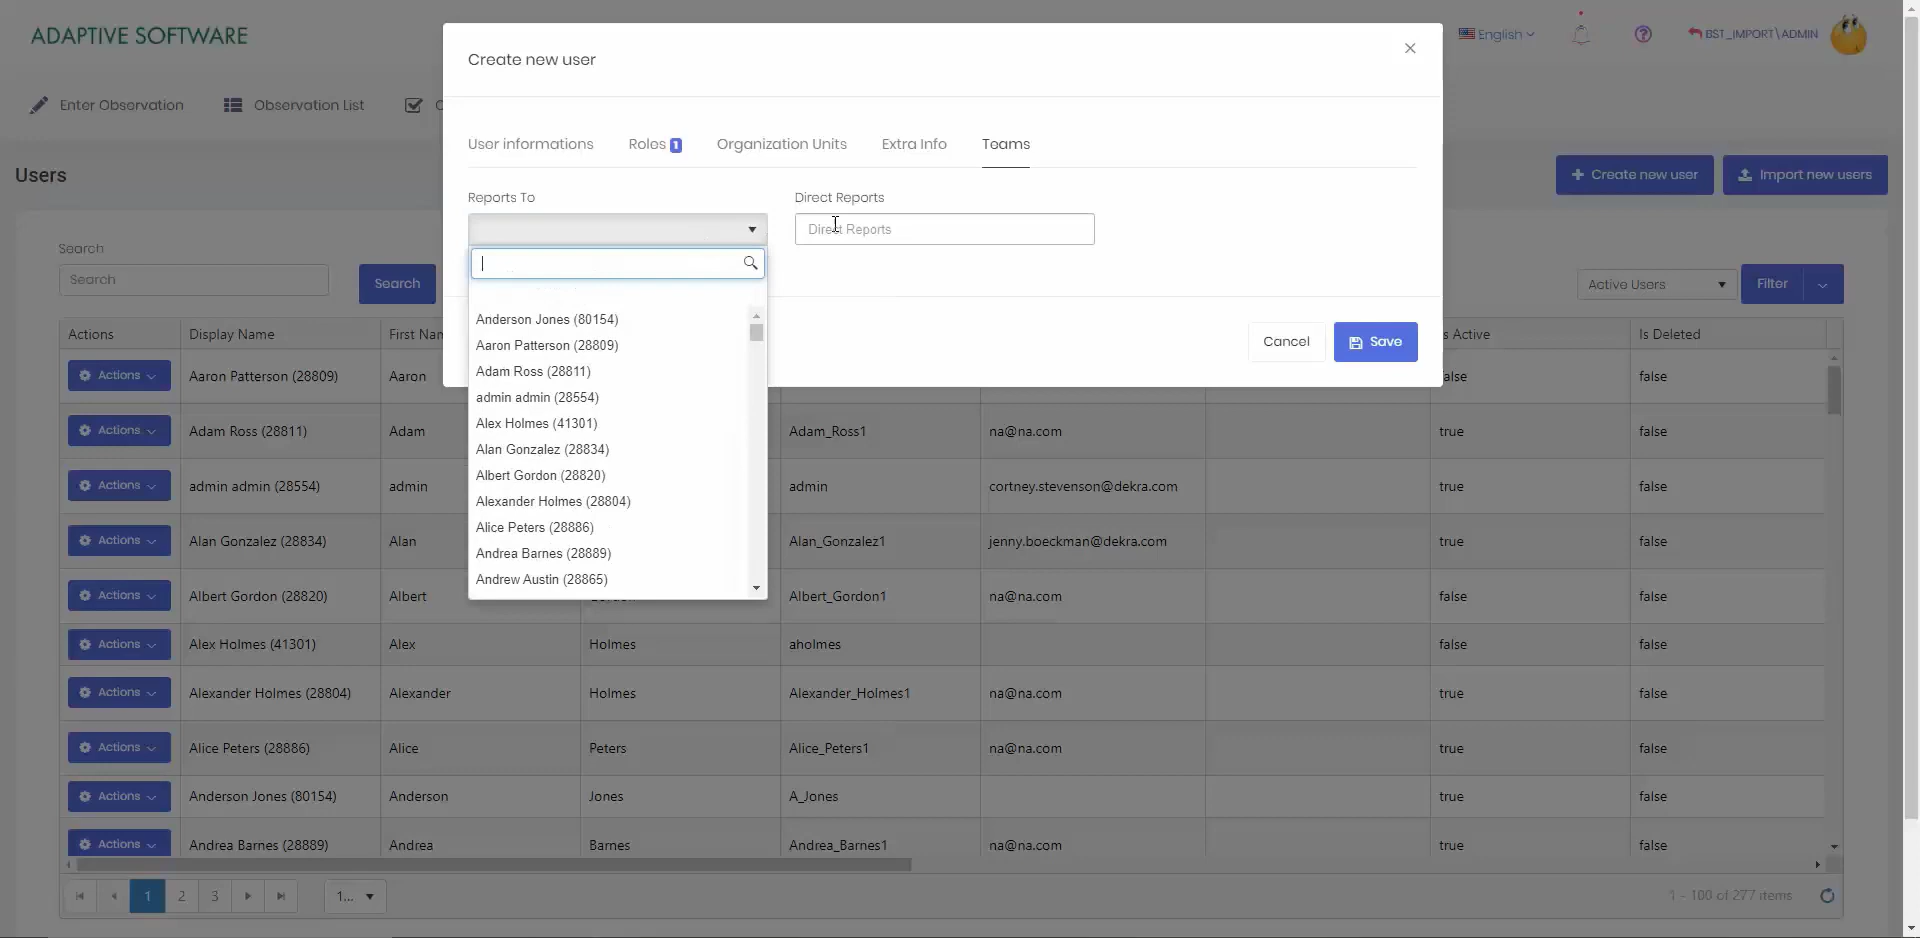 ADAPTIVE SOFTWARE
Create new user
English
BST_IMPORT\ADMIN
Enter Observation
Observation List
User informations
Roles 1
Organization Units
Extra Info
Teams
Users
Create new user
Import new users
Reports To
Direct Reports
Direct Reports
Search
Search
Search
Active Users
Filter
Cancel
Save
Anderson Jones (80154)
Aaron Patterson (28809)
Adam Ross (28811)
admin admin (28554)
Alex Holmes (41301)
Alan Gonzalez (28834)
Albert Gordon (28820)
Alexander Holmes (28804)
Alice Peters (28886)
Andrea Barnes (28889)
Andrew Austin (28865)
Actions Display Name First Nam s Active Is Deleted
Actions Aaron Patterson (28809) Aaron alse false
Actions Adam Ross (28811) Adam Adam_Ross1 na@na.com true false
Actions admin admin (28554) admin admin cortney.stevenson@dekra.com true false
Actions Alan Gonzalez (28834) Alan Alan_Gonzalez1 jenny.boeckman@dekra.com true false
Actions Albert Gordon (28820) Albert Albert_Gordon1 na@na.com false false
Actions Alex Holmes (41301) Alex Holmes aholmes false false
Actions Alexander Holmes (28804) Alexander Holmes Alexander_Holmes1 na@na.com true false
Actions Alice Peters (28886) Alice Peters Alice_Peters1 na@na.com true false
Actions Anderson Jones (80154) Anderson Jones A_Jones true false
Actions Andrea Barnes (28889) Andrea Barnes Andrea_Barnes1 na@na.com true false
1 2 3 1... 1 - 100 of 277 items